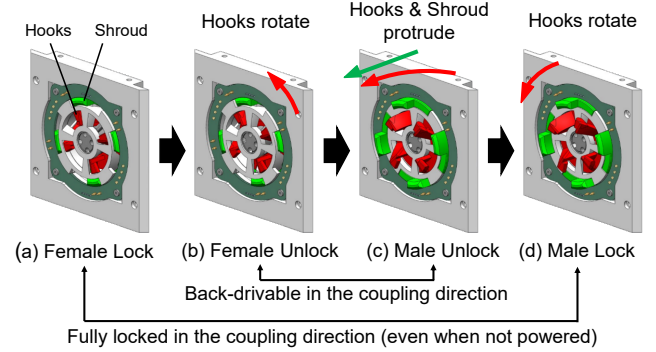 Hooks Shroud
Hooks rotate
Hooks & Shroud
protrude
Hooks rotate
(a) Female Lock
(b) Female Unlock
(c) Male Unlock
(d) Male Lock
Back-drivable in the coupling direction
Fully locked in the coupling direction (even when not powered)